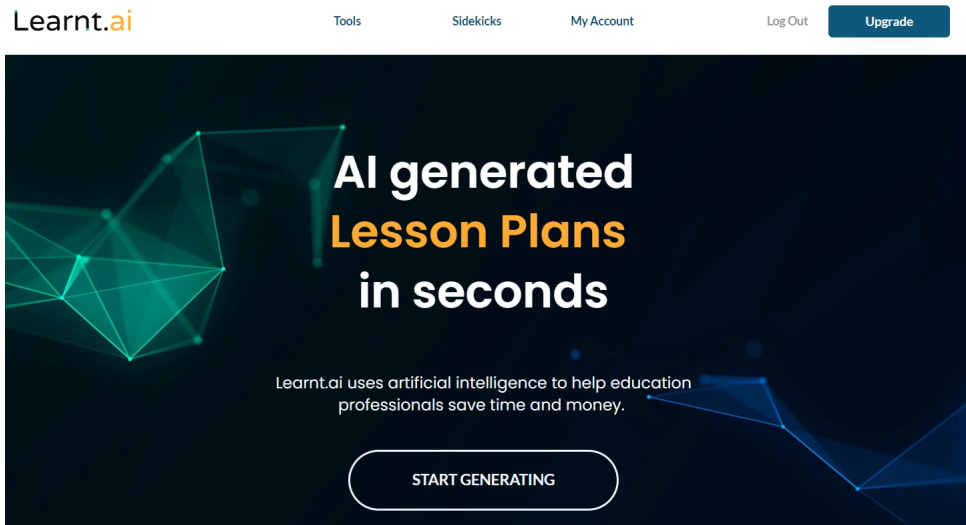 Learnt.ai
Tools Sidekicks My Account Log Out Upgrade
AI generated
Lesson Plans
in seconds
Learnt.ai uses artificial intelligence to help education
professionals save time and money.
START GENERATING